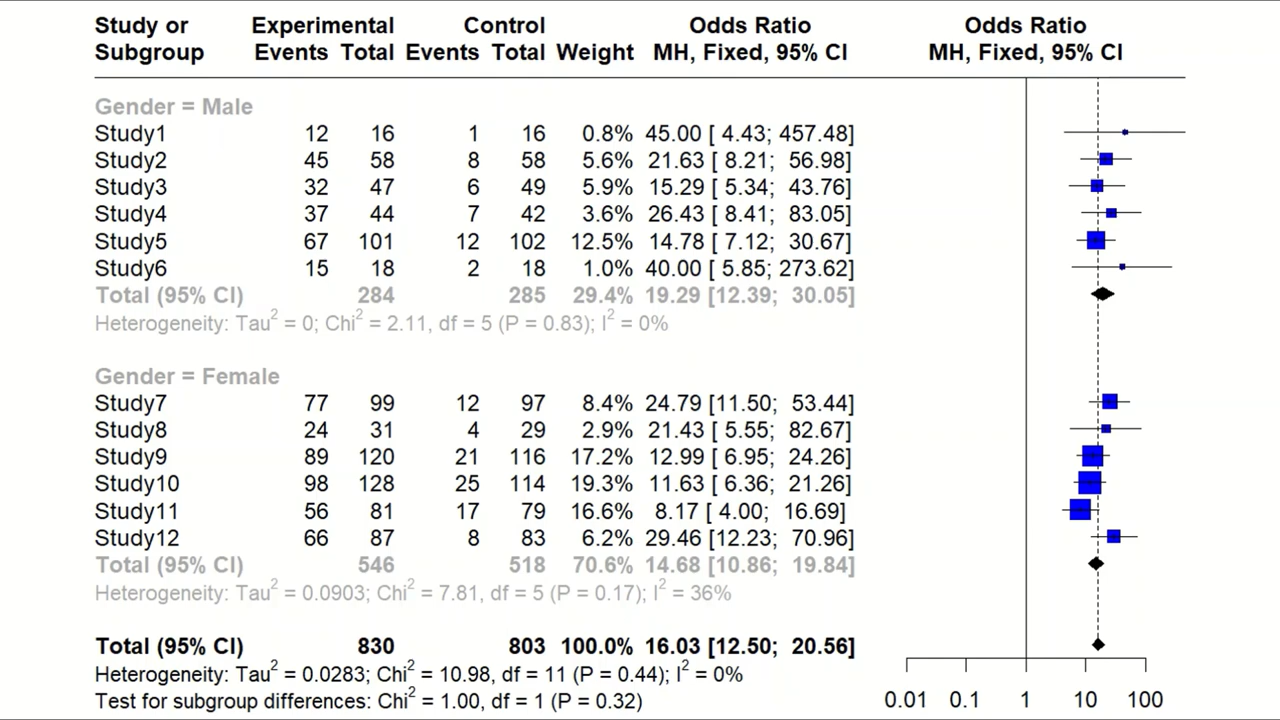 Study or Experimental Control Odds Ratio Odds Ratio
Subgroup Events Total Events Total Weight MH, Fixed, 95% CI MH, Fixed, 95% CI
Gender = Male
Study1 12 16 1 16 0.8% 45.00 [ 4.43; 457.48]
Study2 45 58 8 58 5.6% 21.63 [ 8.21; 56.98]
Study3 32 47 6 49 5.9% 15.29 [ 5.34; 43.76]
Study4 37 44 7 42 3.6% 26.43 [ 8.41; 83.05]
Study5 67 101 12 102 12.5% 14.78 [ 7.12; 30.67]
Study6 15 18 2 18 1.0% 40.00 [ 5.85; 273.62]
Total (95% CI) 284 285 29.4% 19.29 [12.39; 30.05]
Heterogeneity: Tau² = 0; Chi² = 2.11, df = 5 (P = 0.83); I² = 0%
Gender = Female
Study7 77 99 12 97 8.4% 24.79 [11.50; 53.44]
Study8 24 31 4 29 2.9% 21.43 [ 5.55; 82.67]
Study9 89 120 21 116 17.2% 12.99 [ 6.95; 24.26]
Study10 98 128 25 114 19.3% 11.63 [ 6.36; 21.26]
Study11 56 81 17 79 16.6% 8.17 [ 4.00; 16.69]
Study12 66 87 8 83 6.2% 29.46 [12.23; 70.96]
Total (95% CI) 546 518 70.6% 14.68 [10.86; 19.84]
Heterogeneity: Tau² = 0.0903; Chi² = 7.81, df = 5 (P = 0.17); I² = 36%
Total (95% CI) 830 803 100.0% 16.03 [12.50; 20.56]
Heterogeneity: Tau² = 0.0283; Chi² = 10.98, df = 11 (P = 0.44); I² = 0%
Test for subgroup differences: Chi² = 1.00, df = 1 (P = 0.32) 0.01 0.1 1 10 100